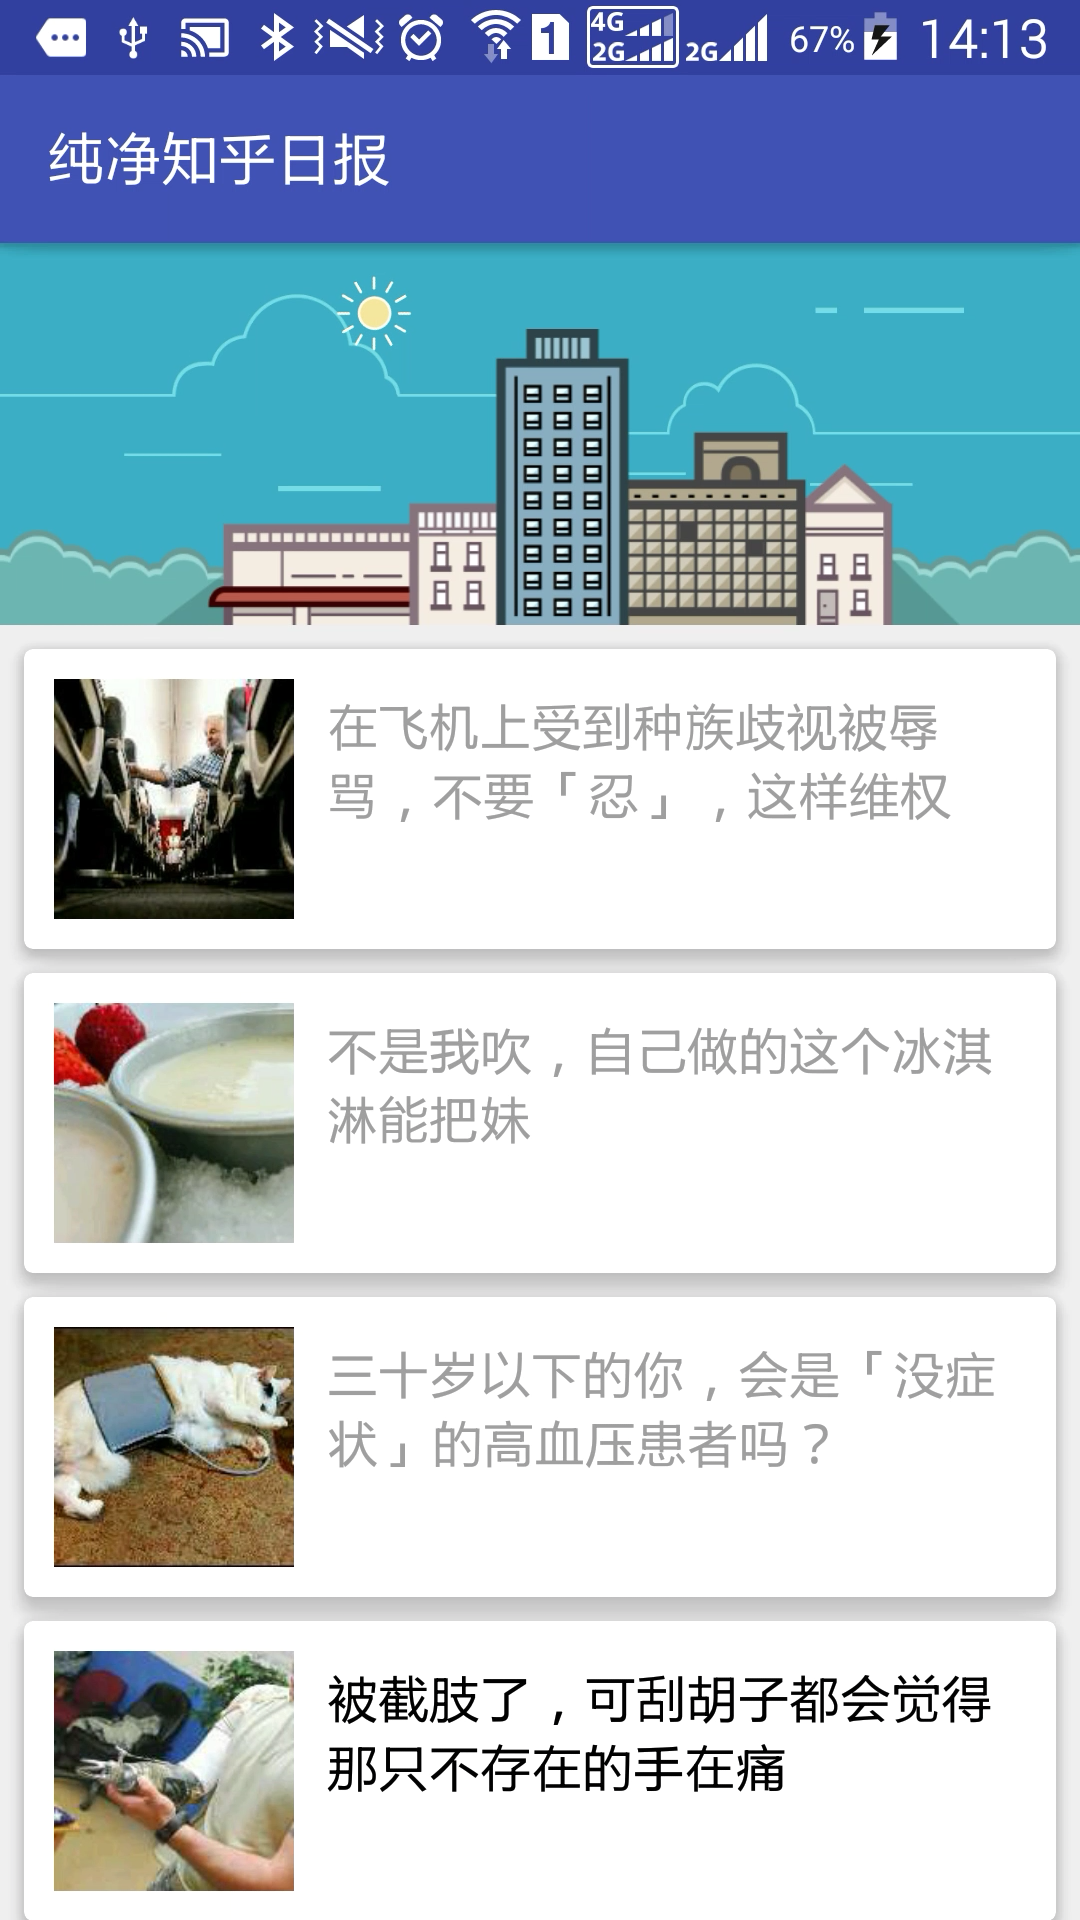 1 4G 2G 2G 67% 14:13
纯净知乎日报
在飞机上受到种族歧视被辱
骂，不要「忍」，这样维权
不是我吹，自己做的这个冰淇
淋能把妹
三十岁以下的你，会是「没症
状」的高血压患者吗？
被截肢了，可刮胡子都会觉得
那只不存在的手在痛